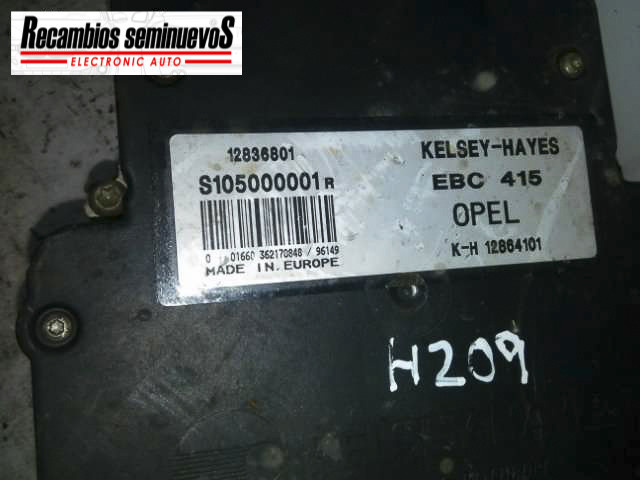 Recambios seminuevoS
ELECTRONIC AUTO
12836801
S105000001 R
0 01660 362170848 / 96149
MADE IN. EUROPE
KELSEY-HAYES
EBC 415
OPEL
K-H 12864101
H209